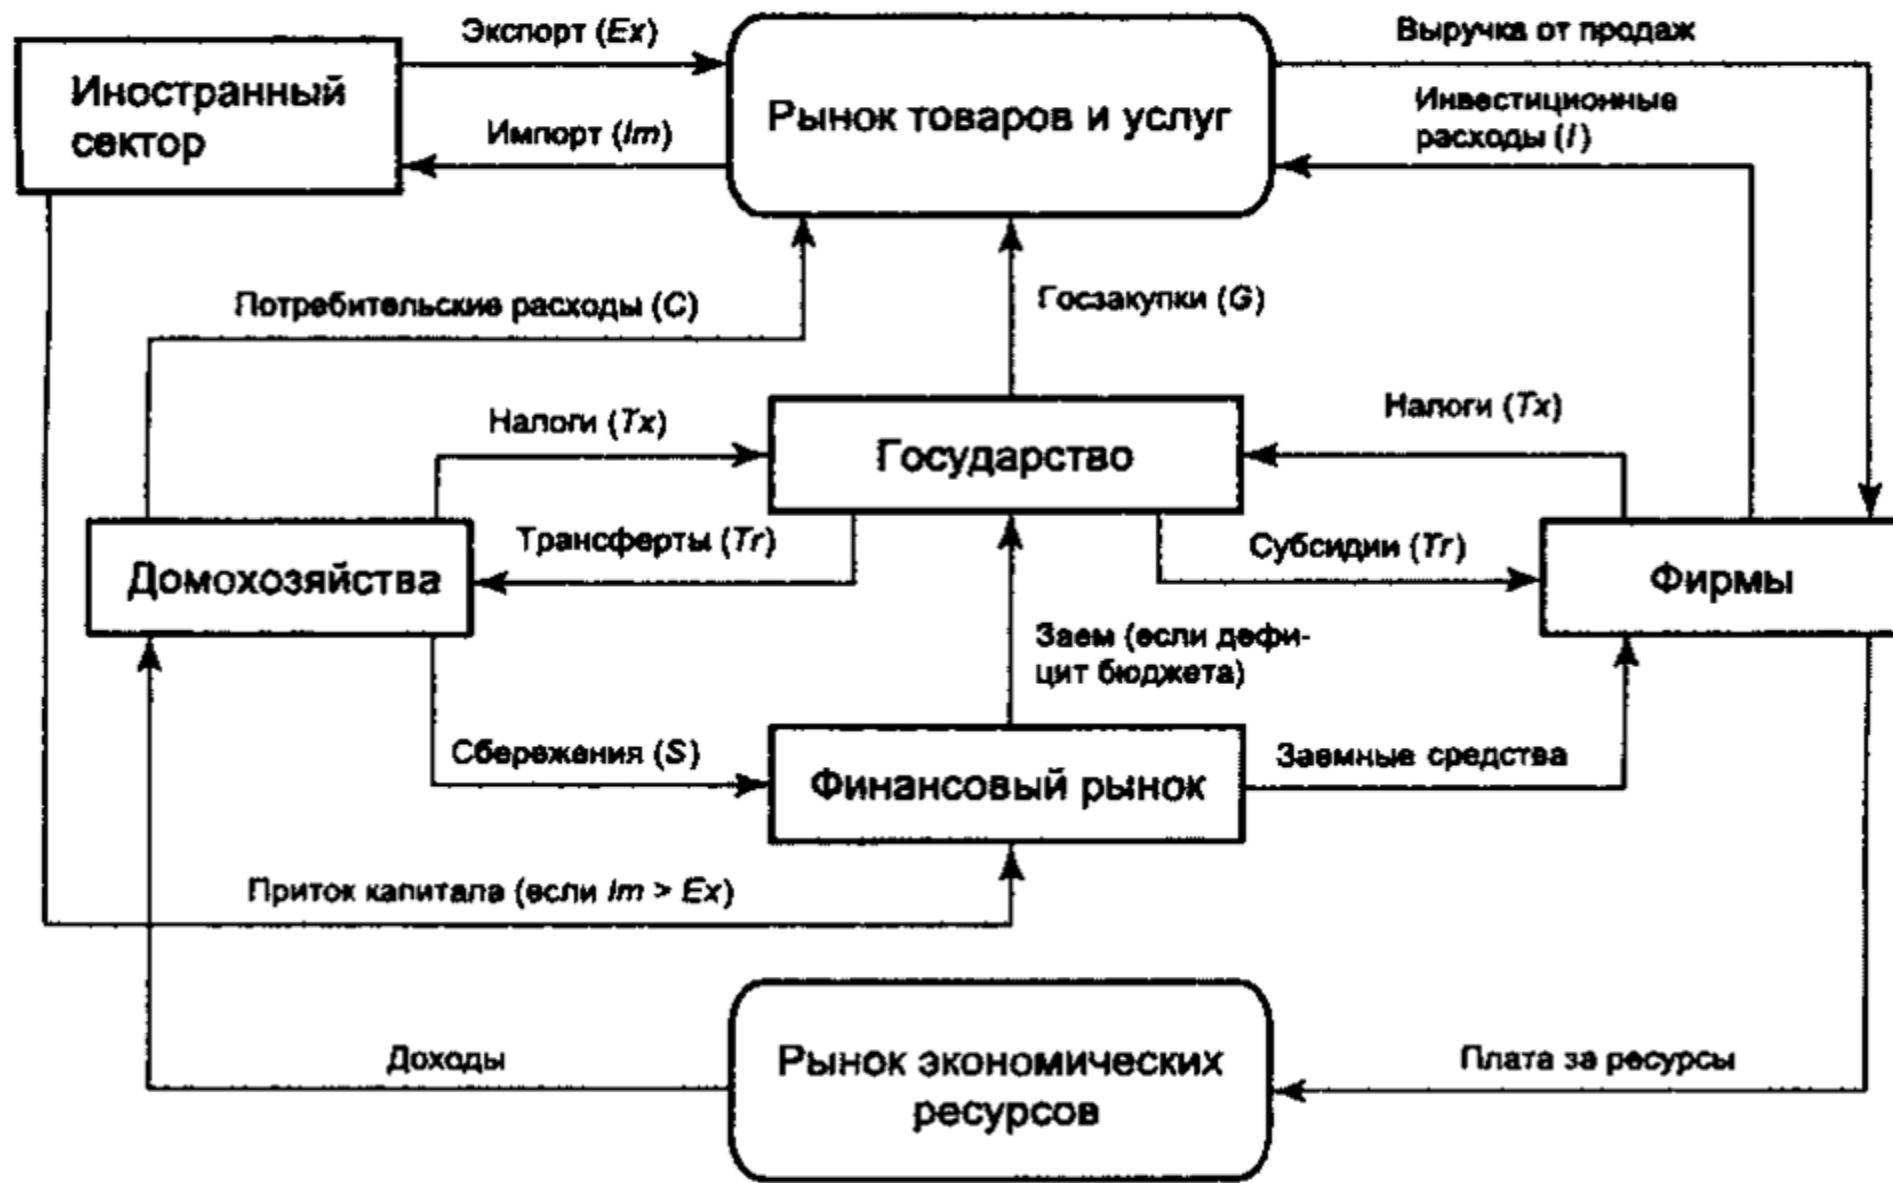 Экспорт (Ex)
Выручка от продаж
Иностранный
сектор
Рынок товаров и услуг
Инвестиционные
расходы (I)
Импорт (Im)
Потребительские расходы (C)
Госзакупки (G)
Налоги (Tx)
Налоги (Tx)
Государство
Трансферты (Tr)
Субсидии (Tr)
Домохозяйства
Фирмы
Заем (если дефи-
цит бюджета)
Сбережения (S)
Финансовый рынок
Заемные средства
Приток капитала (если Im > Ex)
Доходы
Рынок экономических
ресурсов
Плата за ресурсы